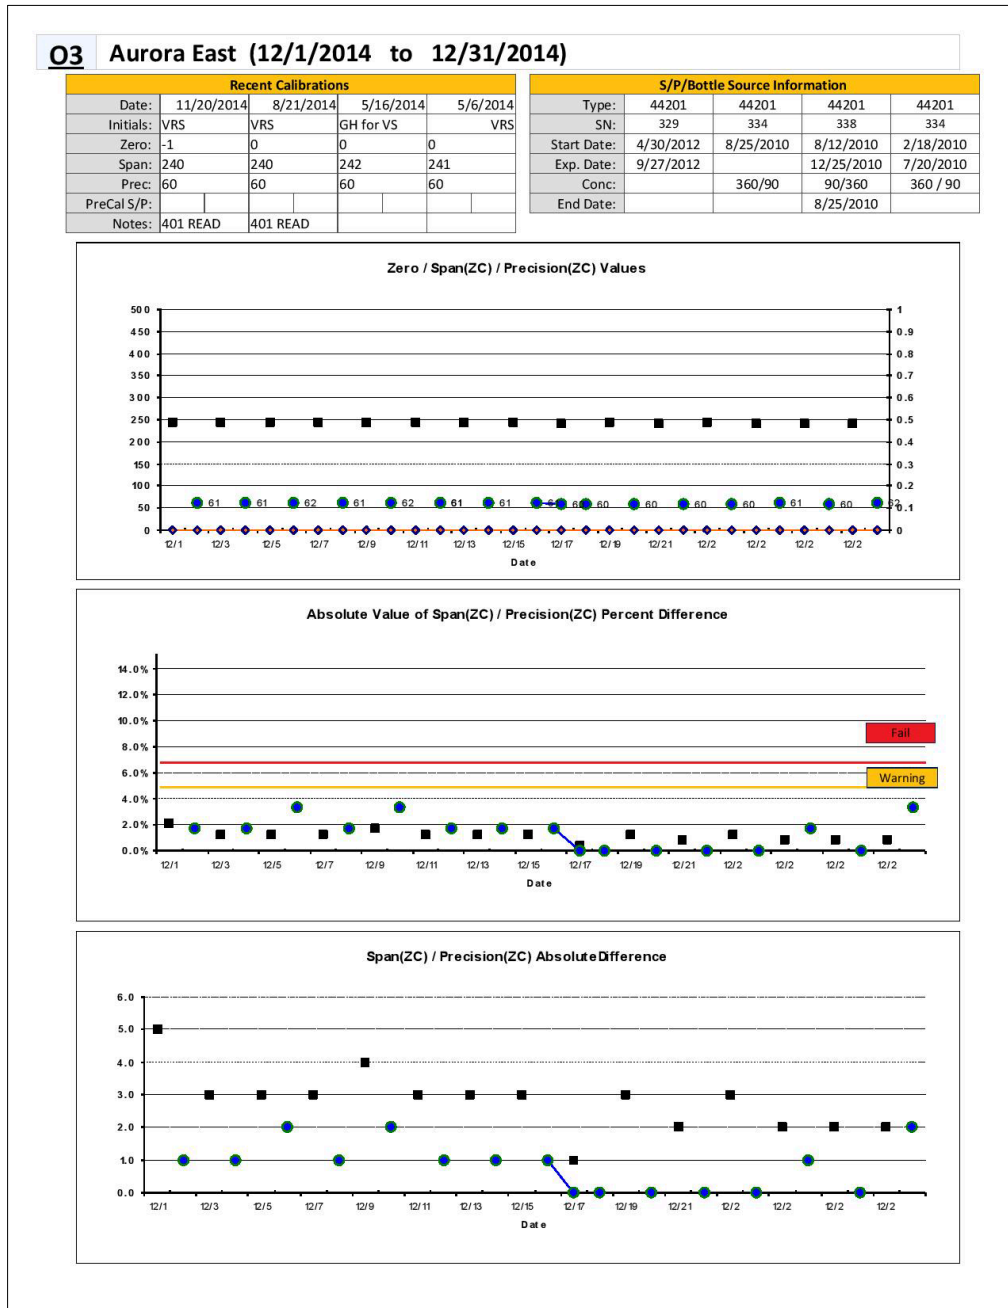 O3 Aurora East (12/1/2014 to 12/31/2014)
Recent Calibrations
Date: 11/20/2014 8/21/2014 5/16/2014 5/6/2014
Initials: VRS VRS GH for VS VRS
Zero: -1 0 0 0
Span: 240 240 242 241
Prec: 60 60 60 60
PreCal S/P:
Notes: 401 READ 401 READ
S/P/Bottle Source Information
Type: 44201 44201 44201 44201
SN: 329 334 338 334
Start Date: 4/30/2012 8/25/2010 8/12/2010 2/18/2010
Exp. Date: 9/27/2012 12/25/2010 7/20/2010
Conc: 360/90 90/360 360 / 90
End Date: 8/25/2010
Zero / Span(ZC) / Precision(ZC) Values
500 1
450 0.9
400 0.8
350 0.7
300 0.6
250 0.5
200 0.4
150 0.3
100 0.2
50 61 61 62 61 62 61 61 61 60 60 60 60 60 61 60 62 0.1
0 0
12/1 12/3 12/5 12/7 12/9 12/11 12/13 12/15 12/17 12/19 12/21 12/2 12/2 12/2 12/2
Date
Absolute Value of Span(ZC) / Precision(ZC) Percent Difference
14.0%
12.0%
10.0%
Fail
8.0%
6.0%
Warning
4.0%
2.0%
0.0%
12/1 12/3 12/5 12/7 12/9 12/11 12/13 12/15 12/17 12/19 12/21 12/2 12/2 12/2 12/2
Date
Span(ZC) / Precision(ZC) AbsoluteDifference
6.0
5.0
4.0
3.0
2.0
1.0
0.0
12/1 12/3 12/5 12/7 12/9 12/11 12/13 12/15 12/17 12/19 12/21 12/2 12/2 12/2 12/2
Date